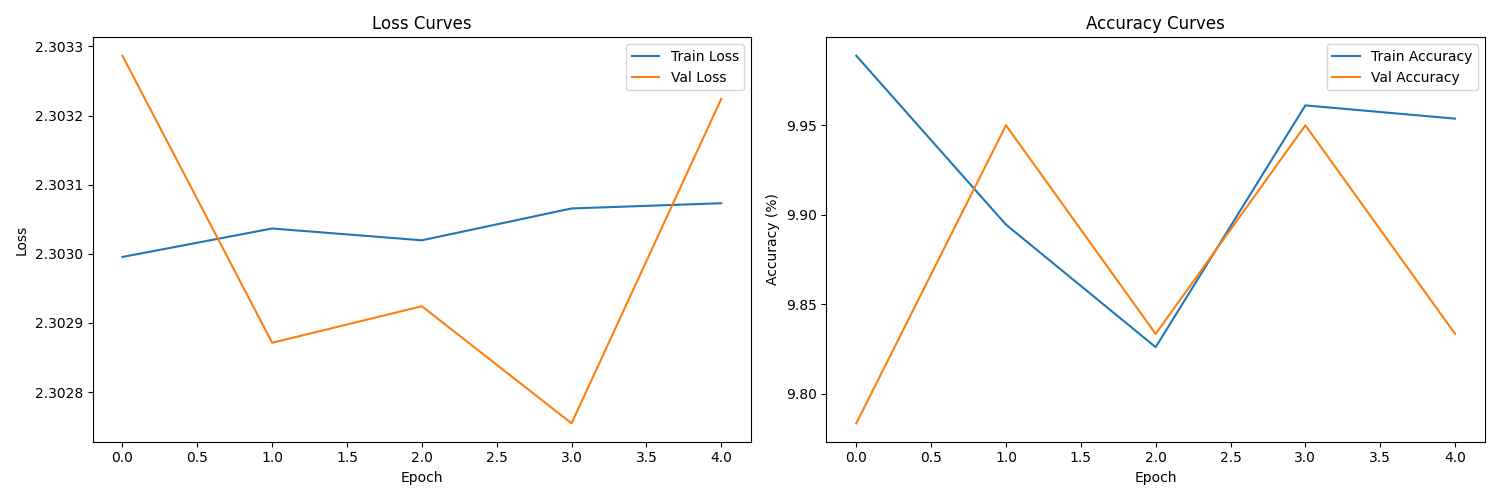 Loss Curves
2.3033
2.3032
2.3031
2.3030
2.3029
2.3028
Loss
Train Loss
Val Loss
0.0 0.5 1.0 1.5 2.0 2.5 3.0 3.5 4.0
Epoch
Accuracy Curves
9.95
9.90
9.85
9.80
Accuracy (%)
Train Accuracy
Val Accuracy
0.0 0.5 1.0 1.5 2.0 2.5 3.0 3.5 4.0
Epoch